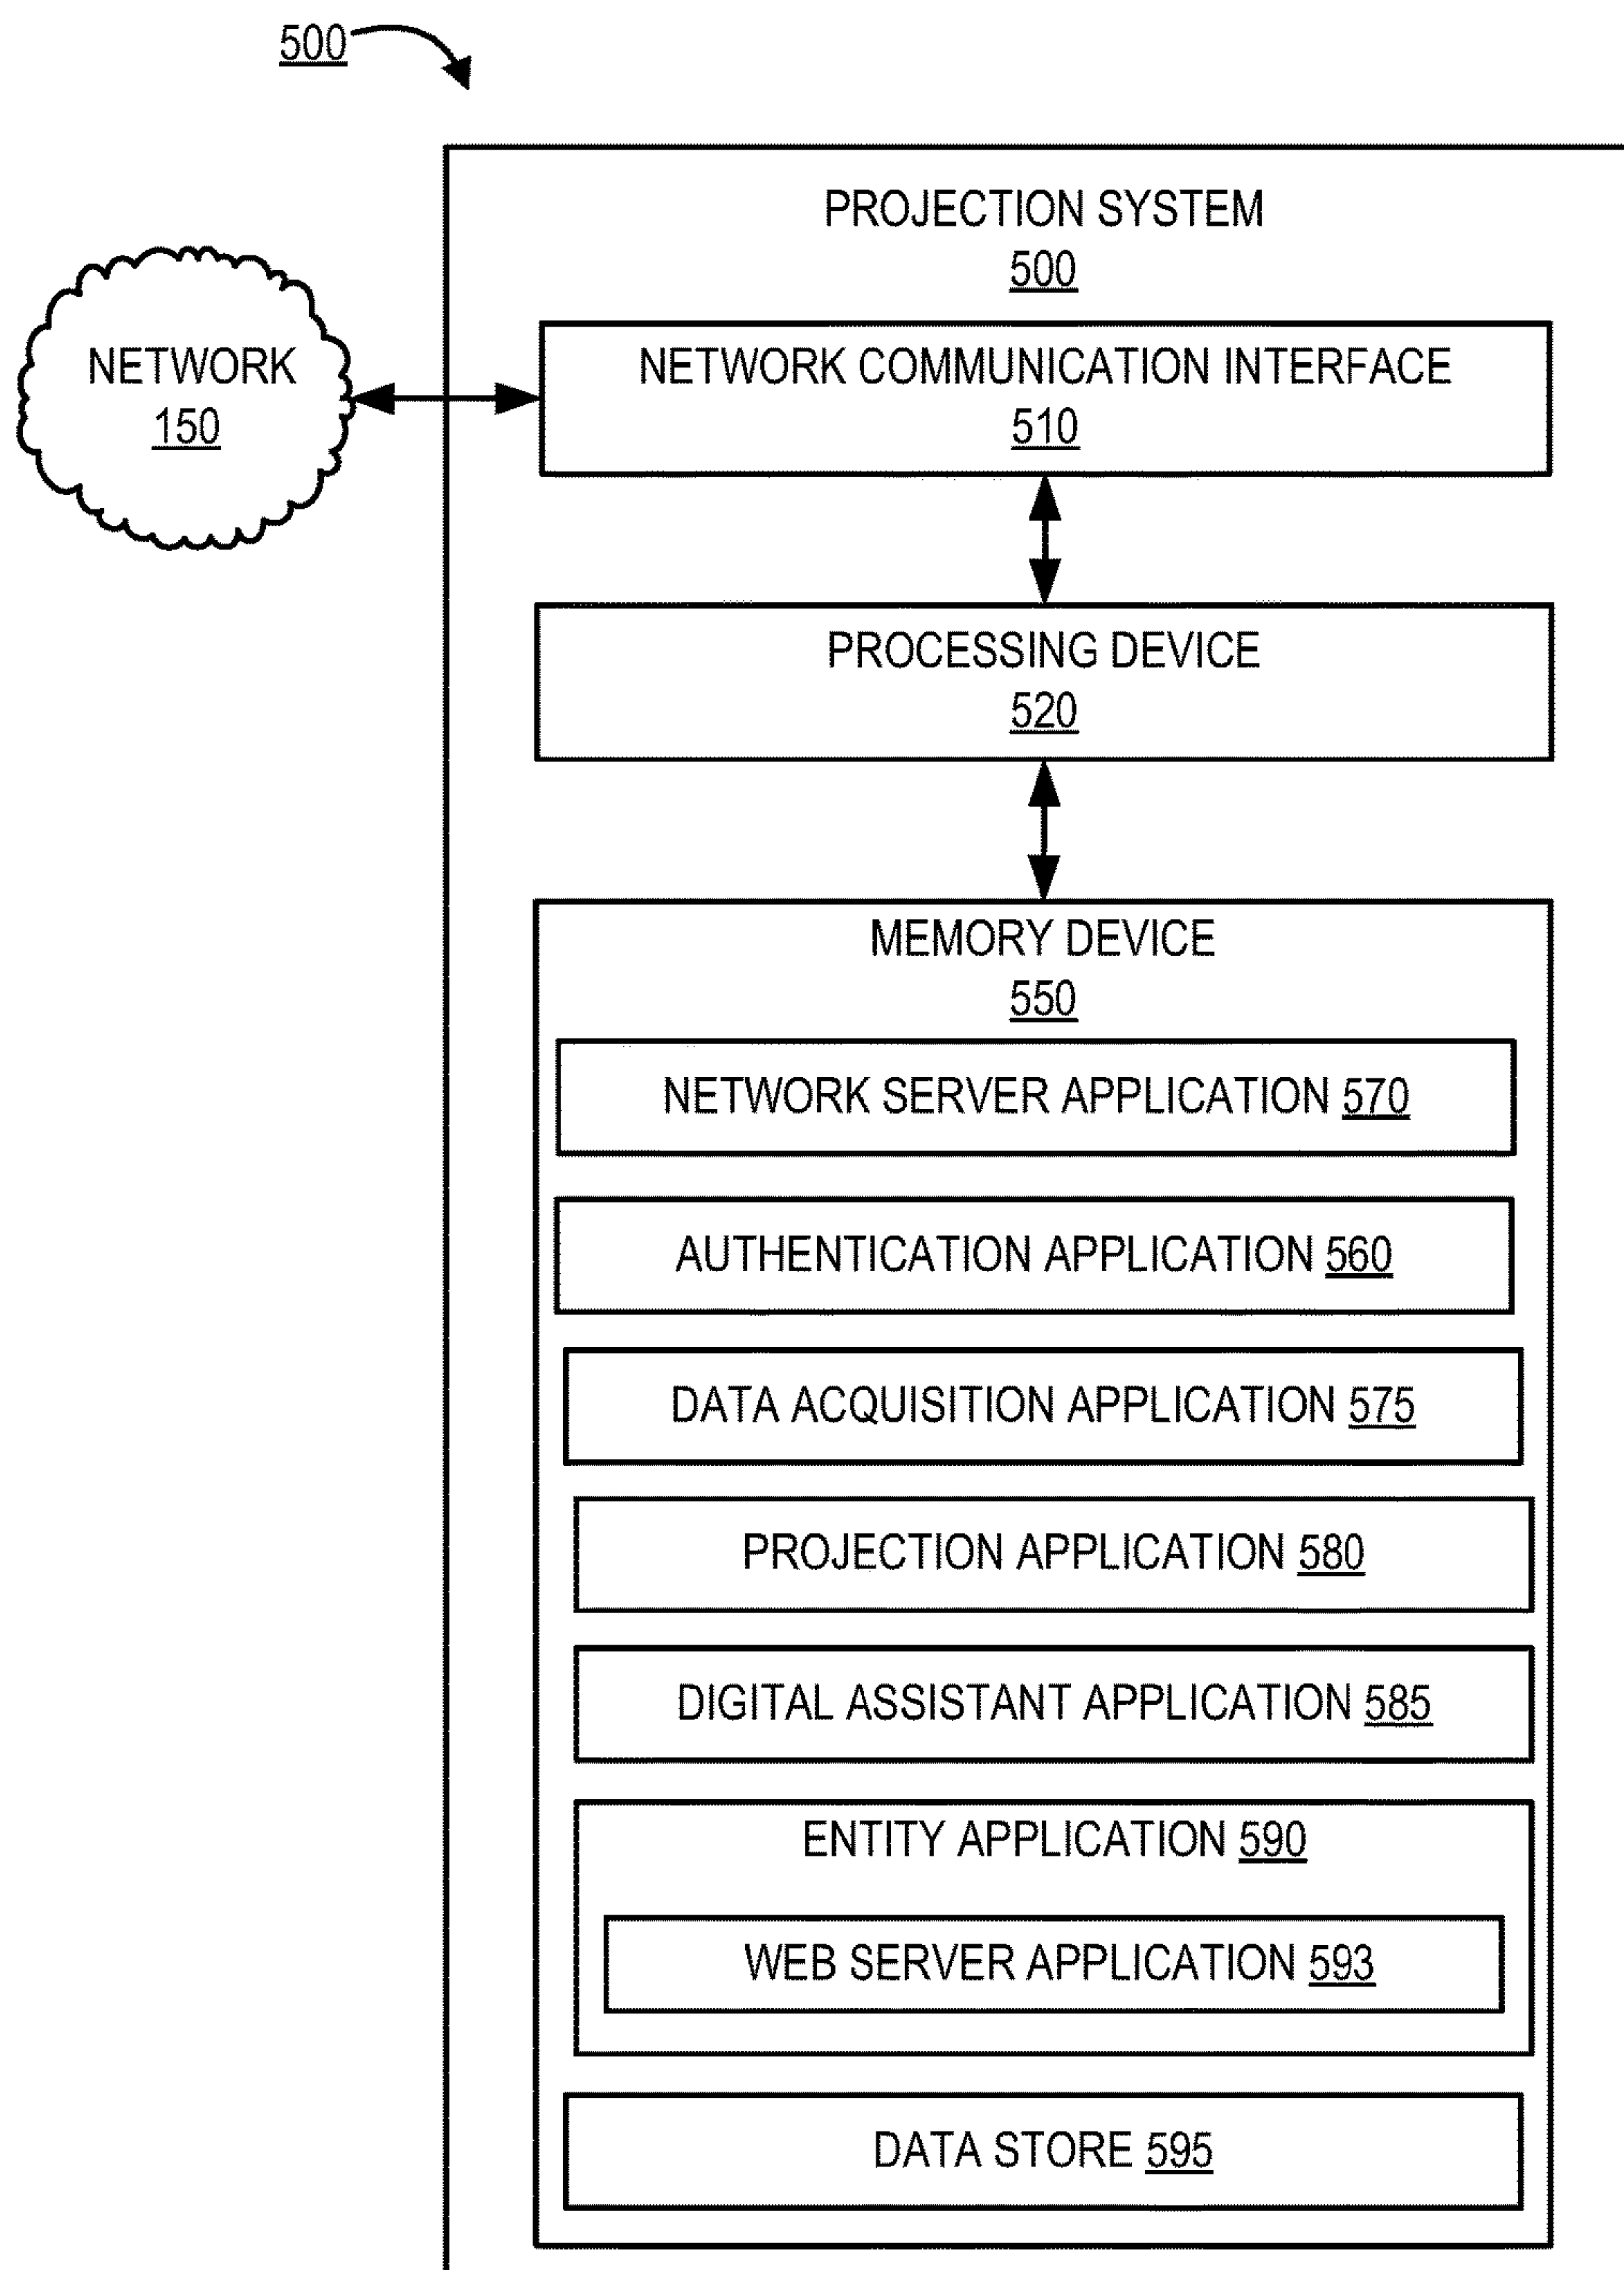 500
PROJECTION SYSTEM
500
NETWORK
150
NETWORK COMMUNICATION INTERFACE
510
PROCESSING DEVICE
520
MEMORY DEVICE
550
NETWORK SERVER APPLICATION 570
AUTHENTICATION APPLICATION 560
DATA ACQUISITION APPLICATION 575
PROJECTION APPLICATION 580
DIGITAL ASSISTANT APPLICATION 585
ENTITY APPLICATION 590
WEB SERVER APPLICATION 593
DATA STORE 595